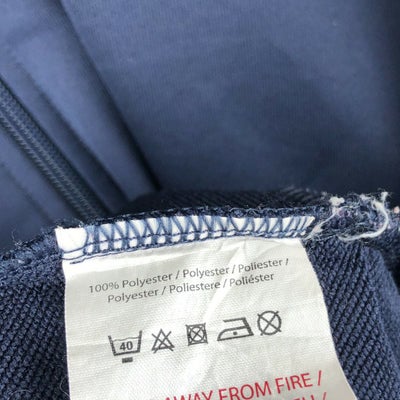 100% Polyester / Polyester / Poliester /
Polyester / Poliestere / Poliéster
40
AWAY FROM FIRE /